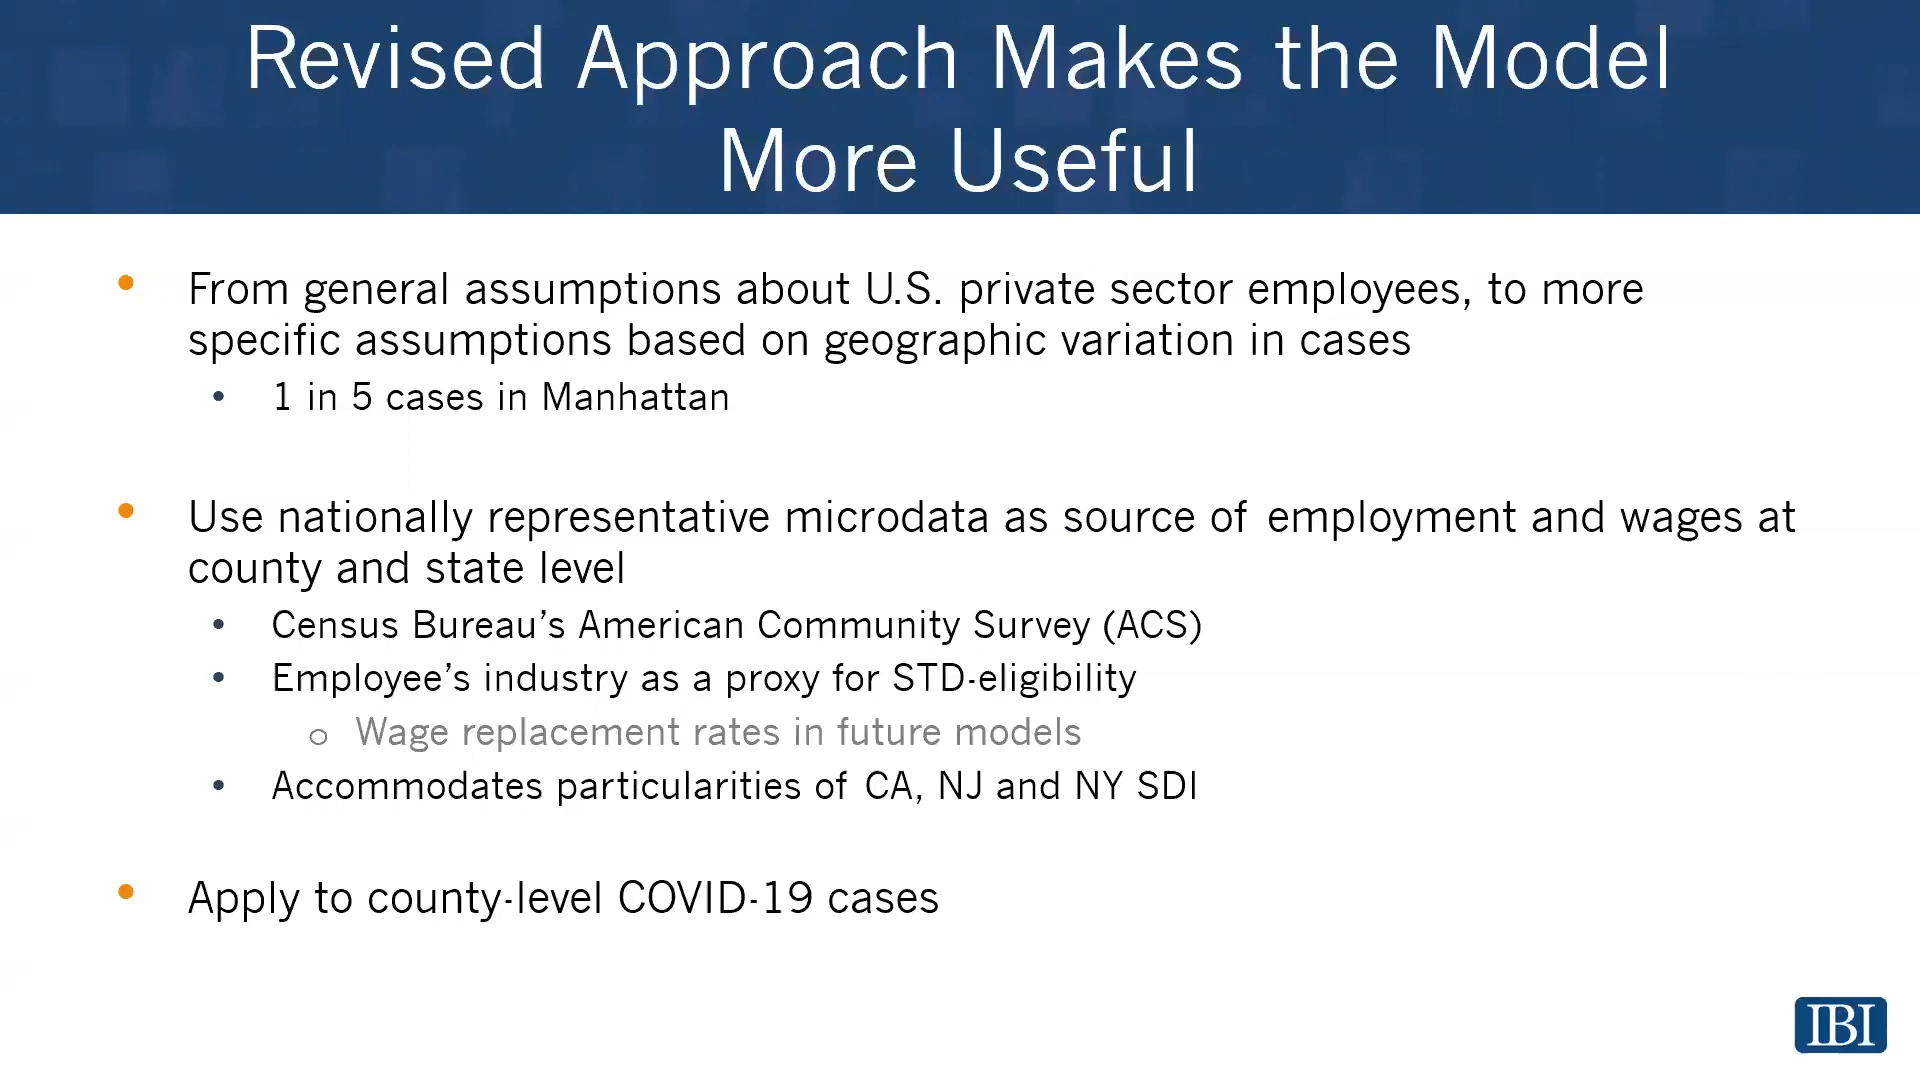 Revised Approach Makes the Model
More Useful
• From general assumptions about U.S. private sector employees, to more
specific assumptions based on geographic variation in cases
• 1 in 5 cases in Manhattan
• Use nationally representative microdata as source of employment and wages at
county and state level
• Census Bureau’s American Community Survey (ACS)
• Employee’s industry as a proxy for STD-eligibility
o Wage replacement rates in future models
• Accommodates particularities of CA, NJ and NY SDI
• Apply to county-level COVID-19 cases
IBI